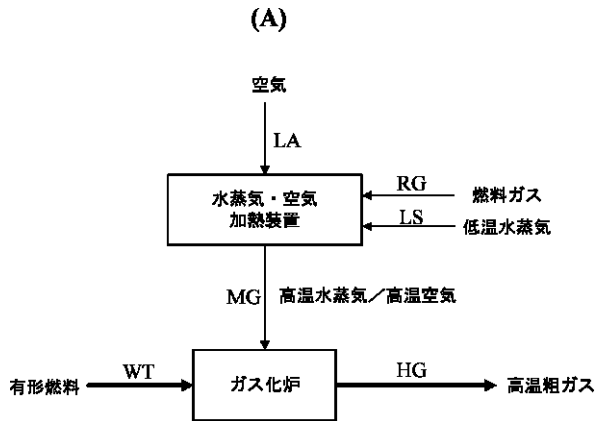 (A)
空気
LA
水蒸気・空気
加熱装置
RG
燃料ガス
LS
低温水蒸気
MG
高温水蒸気／高温空気
有形燃料
WT
ガス化炉
HG
高温粗ガス